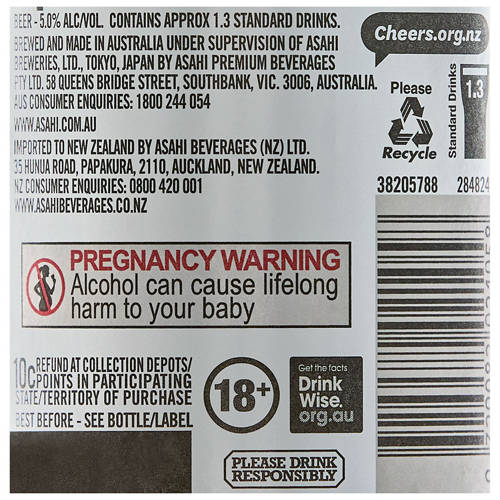 BEER - 5.0% ALC/VOL. CONTAINS APPROX 1.3 STANDARD DRINKS.
BREWED AND MADE IN AUSTRALIA UNDER SUPERVISION OF ASAHI
BREWERIES, LTD., TOKYO, JAPAN BY ASAHI PREMIUM BEVERAGES
PTY LTD. 58 QUEENS BRIDGE STREET, SOUTHBANK, VIC. 3006, AUSTRALIA.
AUS CONSUMER ENQUIRIES: 1800 244 054
WWW.ASAHI.COM.AU
IMPORTED TO NEW ZEALAND BY ASAHI BEVERAGES (NZ) LTD.
35 HUNUA ROAD, PAPAKURA, 2110, AUCKLAND, NEW ZEALAND.
NZ CONSUMER ENQUIRIES: 0800 420 001
WWW.ASAHIBEVERAGES.CO.NZ
Cheers.org.nz
Please
Recycle
Standard Drinks
1.3
38205788 284824
PREGNANCY WARNING
Alcohol can cause lifelong
harm to your baby
10c REFUND AT COLLECTION DEPOTS/
POINTS IN PARTICIPATING
STATE/TERRITORY OF PURCHASE
BEST BEFORE - SEE BOTTLE/LABEL
18+
Get the facts
Drink
Wise.
org.au
PLEASE DRINK
RESPONSIBLY